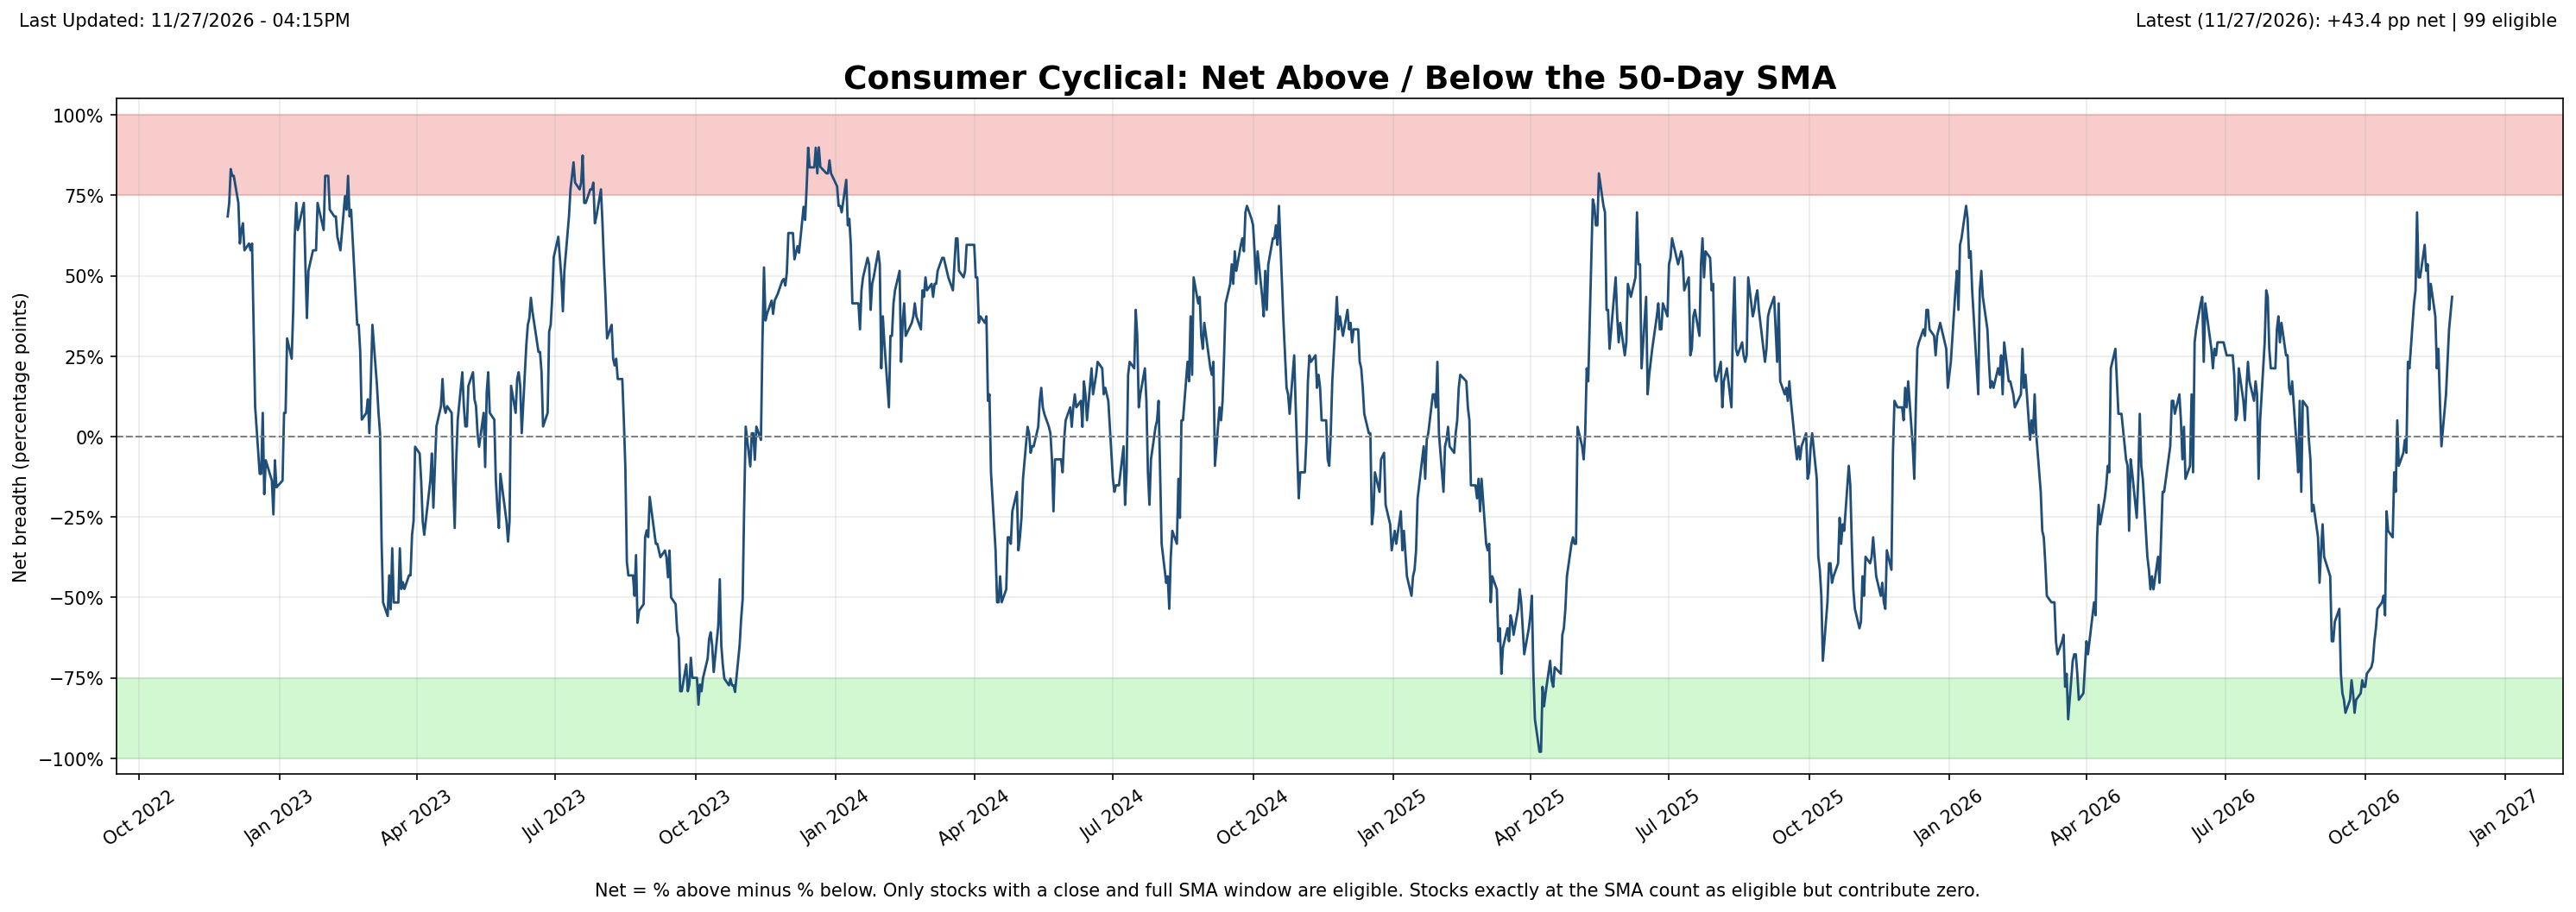 Last Updated: 11/27/2026 - 04:15PM
Latest (11/27/2026): +43.4 pp net | 99 eligible
Consumer Cyclical: Net Above / Below the 50-Day SMA
Net breadth (percentage points)
100%
75%
50%
25%
0%
−25%
−50%
−75%
−100%
Oct 2022
Jan 2023
Apr 2023
Jul 2023
Oct 2023
Jan 2024
Apr 2024
Jul 2024
Oct 2024
Jan 2025
Apr 2025
Jul 2025
Oct 2025
Jan 2026
Apr 2026
Jul 2026
Oct 2026
Jan 2027
Net = % above minus % below. Only stocks with a close and full SMA window are eligible. Stocks exactly at the SMA count as eligible but contribute zero.